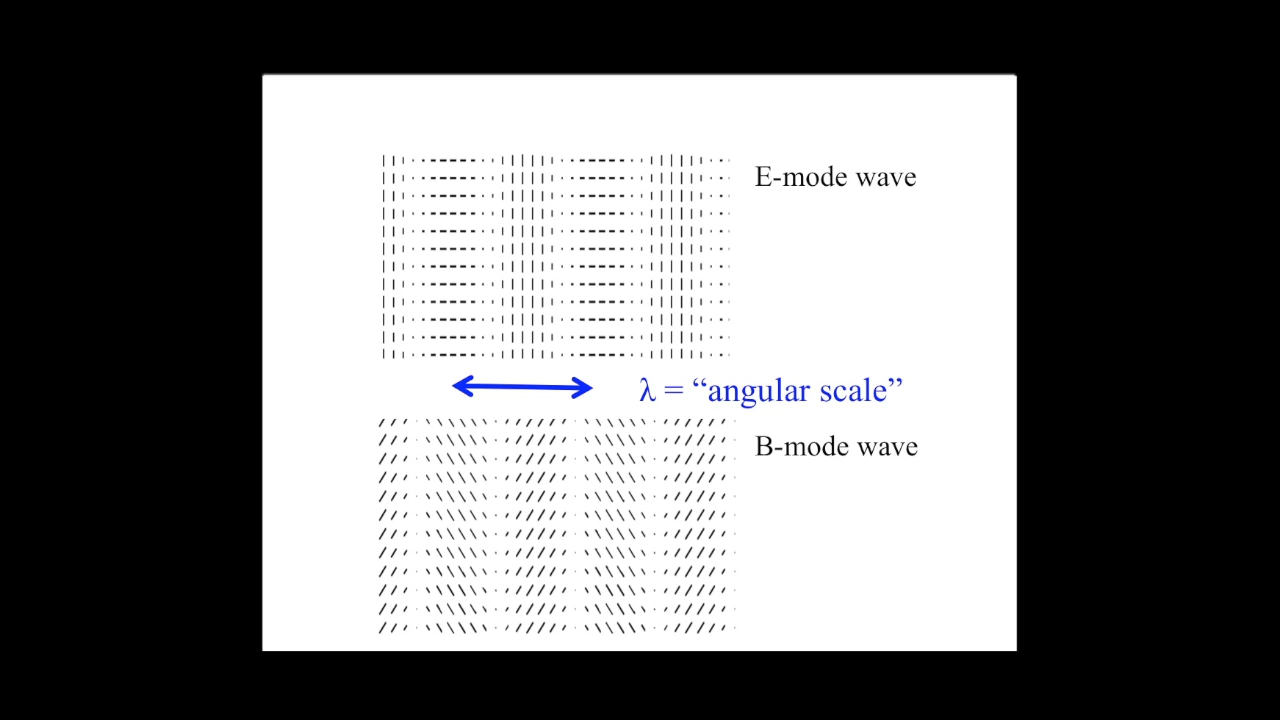 E-mode wave
λ = “angular scale”
B-mode wave